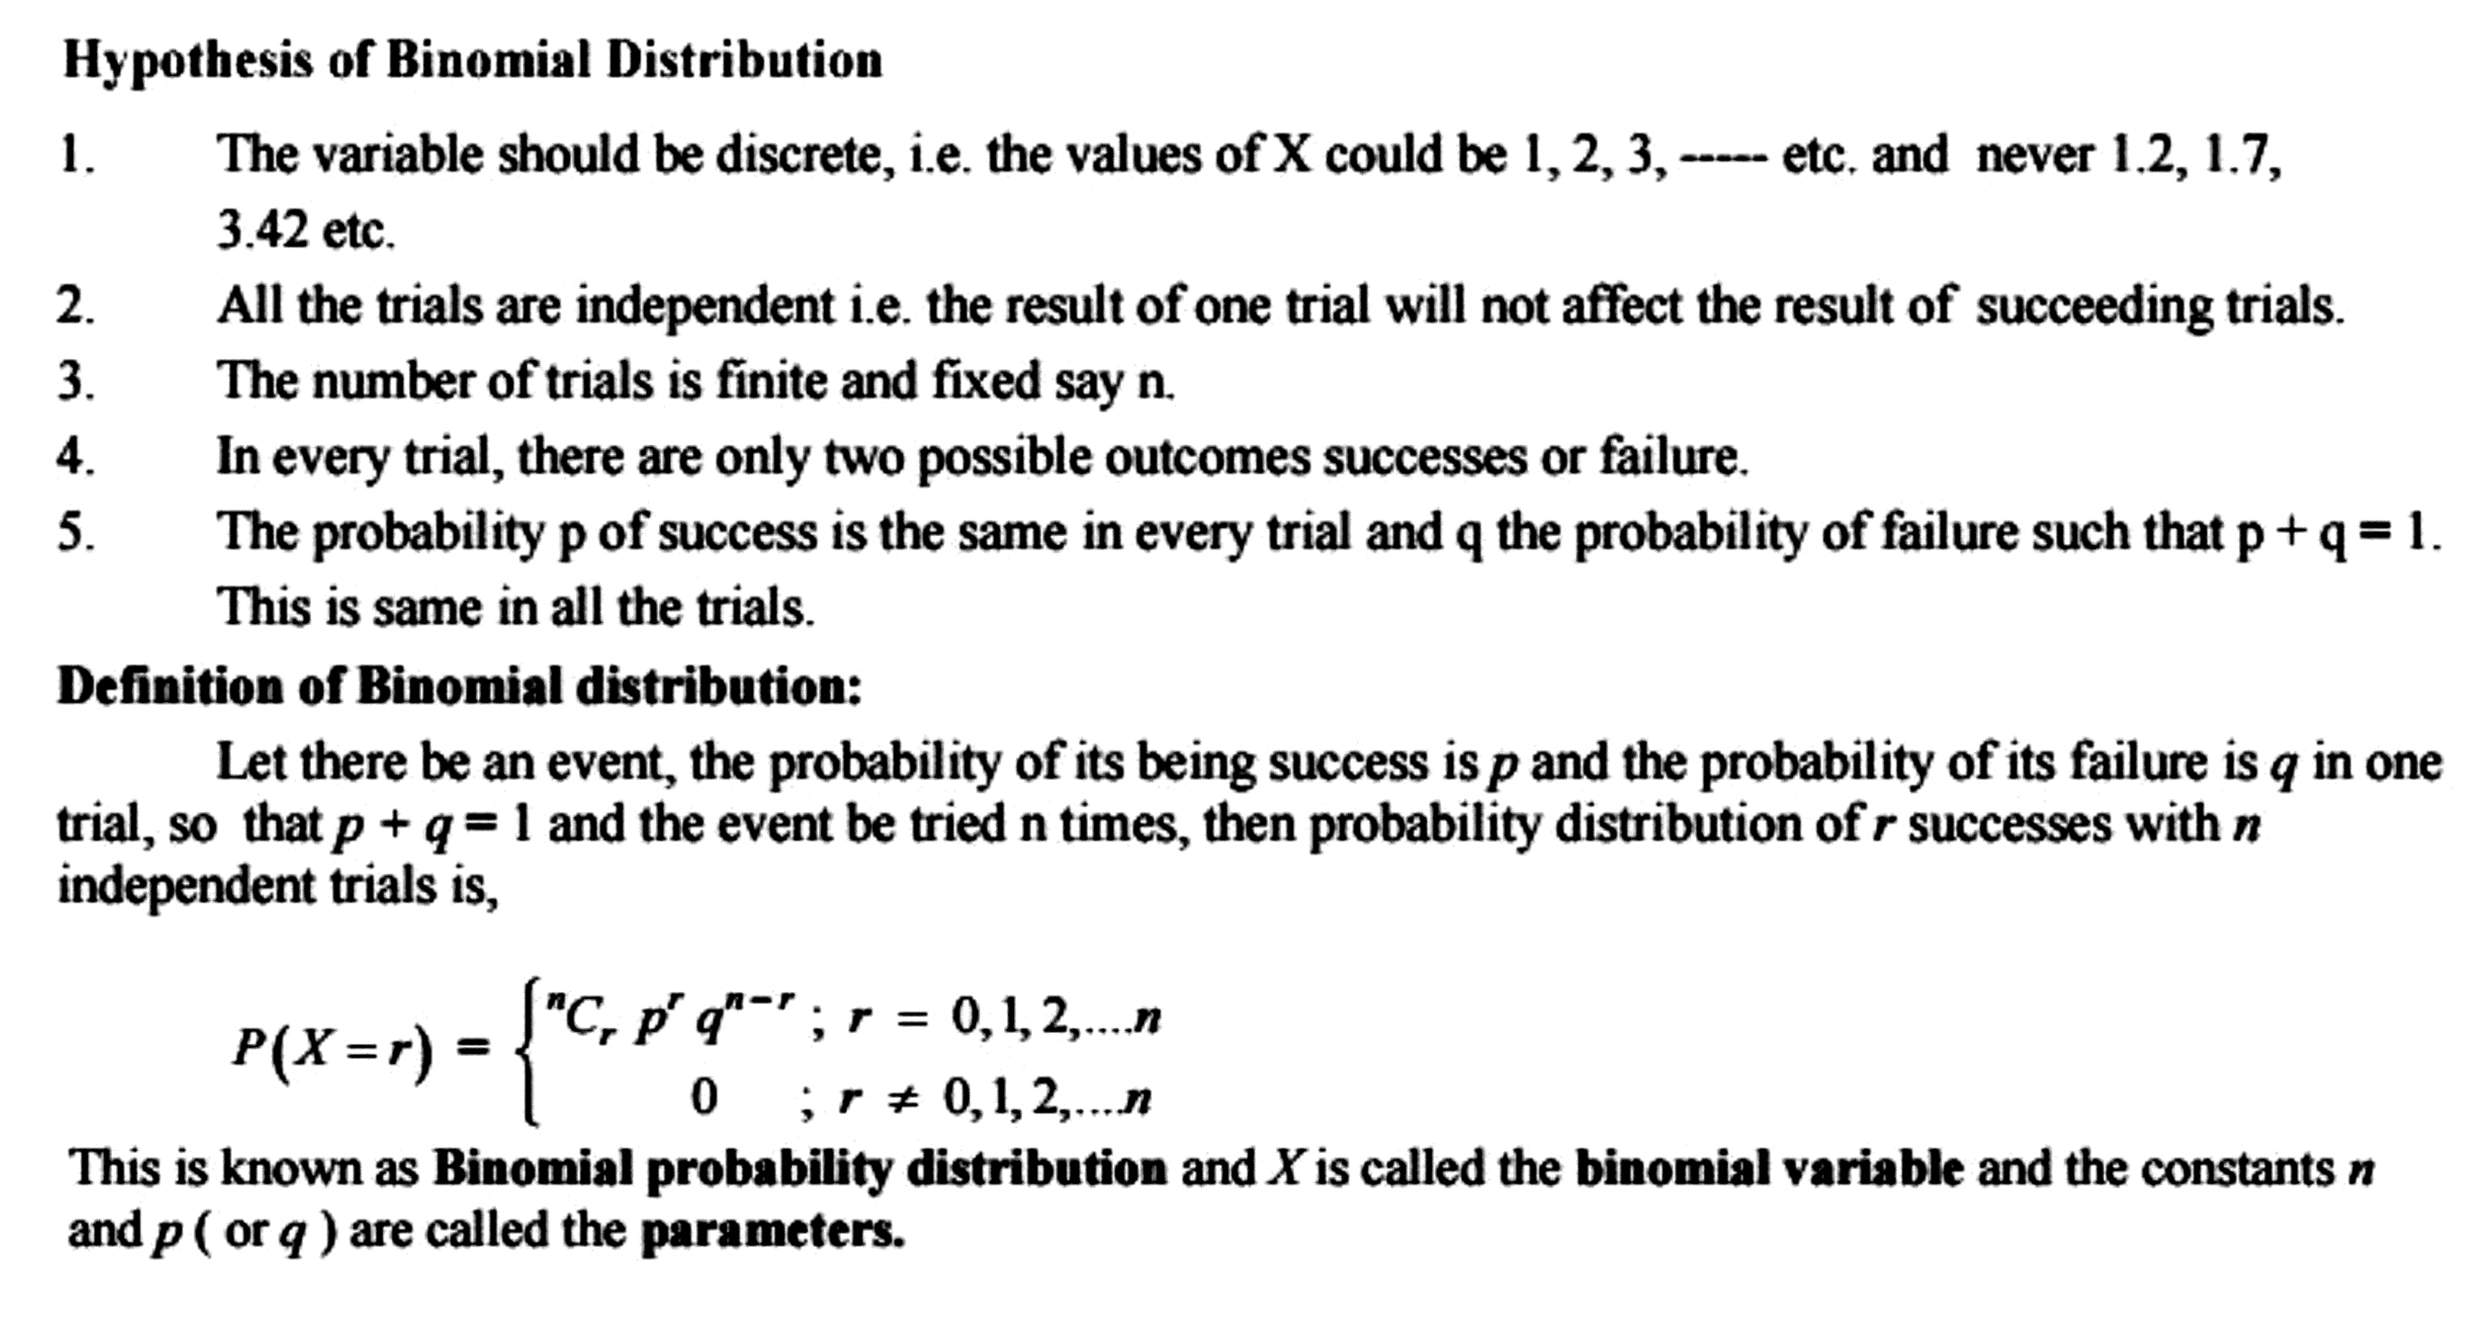 Hypothesis of Binomial Distribution
1. The variable should be discrete, i.e. the values of X could be 1, 2, 3, ----- etc. and never 1.2, 1.7,
3.42 etc.
2. All the trials are independent i.e. the result of one trial will not affect the result of succeeding trials.
3. The number of trials is finite and fixed say n.
4. In every trial, there are only two possible outcomes successes or failure.
5. The probability p of success is the same in every trial and q the probability of failure such that p + q = 1.
This is same in all the trials.
Definition of Binomial distribution:
Let there be an event, the probability of its being success is p and the probability of its failure is q in one
trial, so that p + q = 1 and the event be tried n times, then probability distribution of r successes with n
independent trials is,
P(X = r) = { ⁿCᵣ pʳ qⁿ⁻ʳ ; r = 0, 1, 2,....n
0 ; r ≠ 0, 1, 2,....n
This is known as Binomial probability distribution and X is called the binomial variable and the constants n
and p ( or q ) are called the parameters.